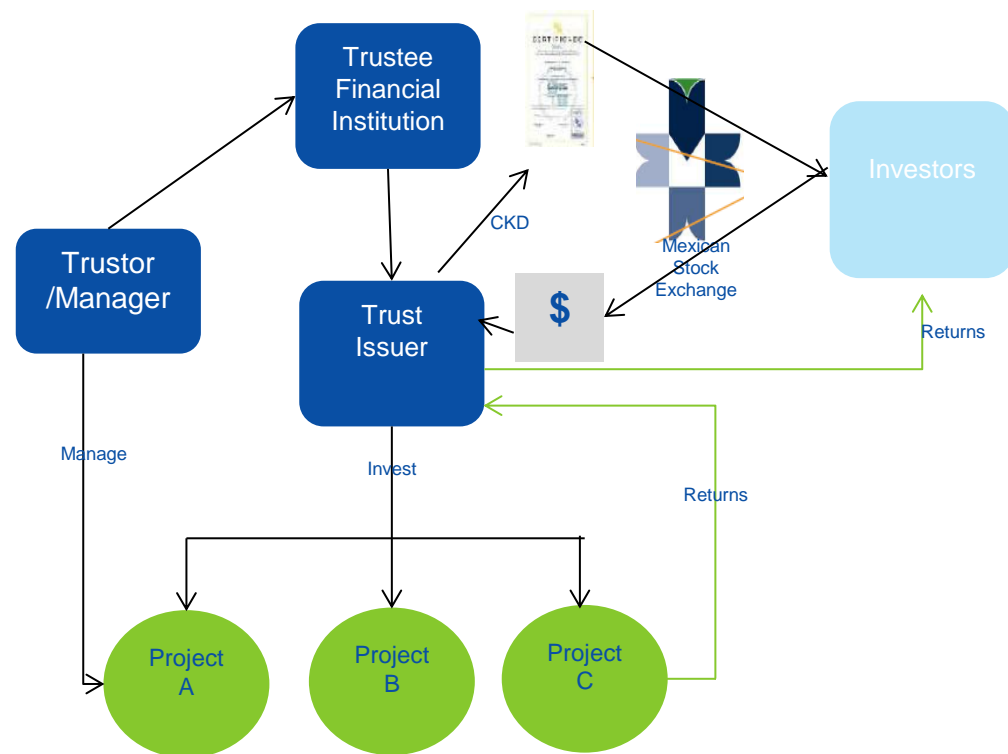 Trustee
Financial
Institution
CERTIFICADO
Investors
CKD
Trustor
/Manager
Mexican
Stock
Exchange
$
Trust
Issuer
Returns
Manage
Invest
Returns
Project
A
Project
B
Project
C